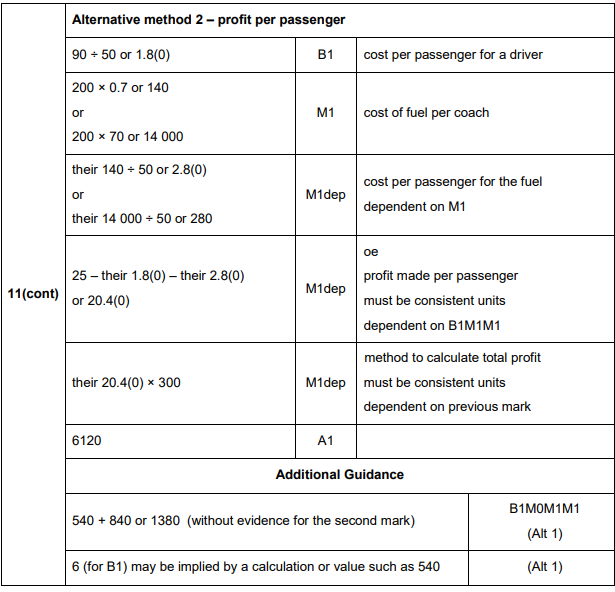 Alternative method 2 – profit per passenger
90 ÷ 50 or 1.8(0)
B1
cost per passenger for a driver
200 × 0.7 or 140
or
200 × 70 or 14 000
M1
cost of fuel per coach
their 140 ÷ 50 or 2.8(0)
or
their 14 000 ÷ 50 or 280
M1dep
cost per passenger for the fuel
dependent on M1
11(cont)
25 – their 1.8(0) – their 2.8(0)
or 20.4(0)
M1dep
oe
profit made per passenger
must be consistent units
dependent on B1M1M1
their 20.4(0) × 300
M1dep
method to calculate total profit
must be consistent units
dependent on previous mark
6120
A1
Additional Guidance
540 + 840 or 1380  (without evidence for the second mark)
B1M0M1M1
(Alt 1)
6 (for B1) may be implied by a calculation or value such as 540
(Alt 1)